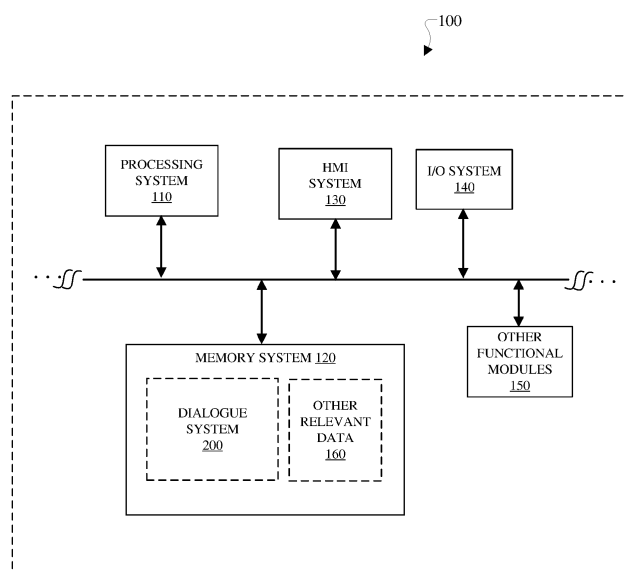 100
PROCESSING
SYSTEM
110
HMI
SYSTEM
130
I/O SYSTEM
140
. . .
. . .
MEMORY SYSTEM 120
DIALOGUE
SYSTEM
200
OTHER
RELEVANT
DATA
160
OTHER
FUNCTIONAL
MODULES
150